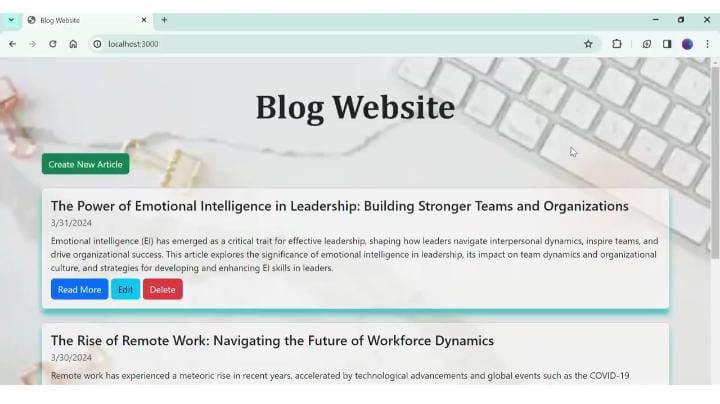 Blog Website
localhost:3000
Blog Website
Create New Article
The Power of Emotional Intelligence in Leadership: Building Stronger Teams and Organizations
3/31/2024
Emotional intelligence (EI) has emerged as a critical trait for effective leadership, shaping how leaders navigate interpersonal dynamics, inspire teams, and
drive organizational success. This article explores the significance of emotional intelligence in leadership, its impact on team dynamics and organizational
culture, and strategies for developing and enhancing EI skills in leaders.
Read More Edit Delete
The Rise of Remote Work: Navigating the Future of Workforce Dynamics
3/30/2024
Remote work has experienced a meteoric rise in recent years, accelerated by technological advancements and global events such as the COVID-19